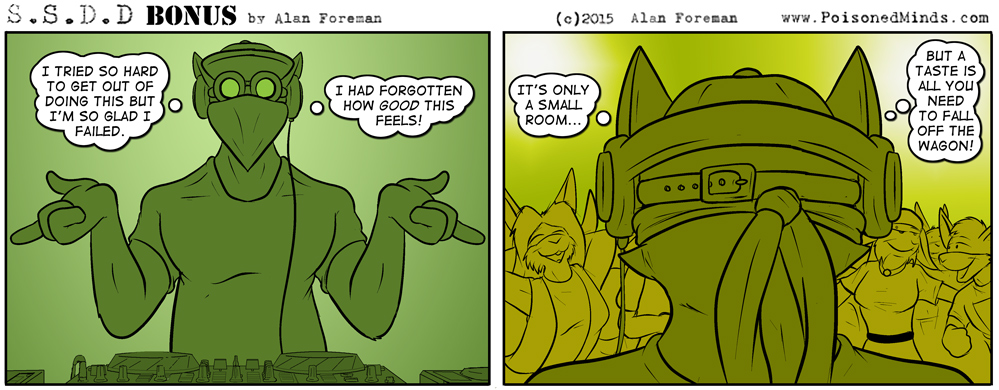 S.S.D.D BONUS by Alan Foreman (c)2015 Alan Foreman www.PoisonedMinds.com
I TRIED SO HARD
TO GET OUT OF
DOING THIS BUT
I'M SO GLAD I
FAILED.
I HAD FORGOTTEN
HOW GOOD THIS
FEELS!
IT'S ONLY
A SMALL
ROOM...
BUT A
TASTE IS
ALL YOU
NEED
TO FALL
OFF THE
WAGON!